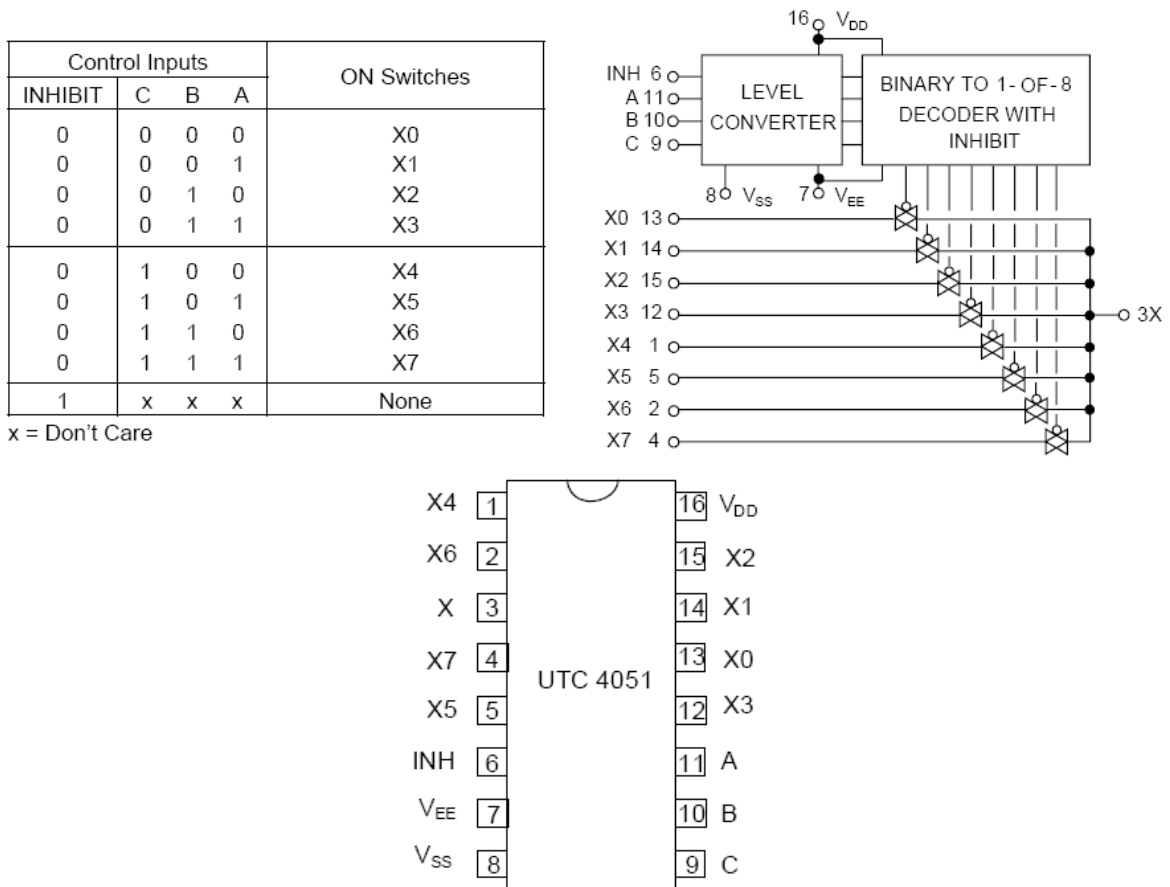 Control Inputs ON Switches
INHIBIT C B A
0 0 0 0 X0
0 0 0 1 X1
0 0 1 0 X2
0 0 1 1 X3
0 1 0 0 X4
0 1 0 1 X5
0 1 1 0 X6
0 1 1 1 X7
1 x x x None
x = Don't Care
16 VDD
INH 6
A 11
B 10
C 9
LEVEL
CONVERTER
BINARY TO 1-OF-8
DECODER WITH
INHIBIT
8 VSS 7 VEE
X0 13
X1 14
X2 15
X3 12
X4 1
X5 5
X6 2
X7 4
3X
X4 1 16 VDD
X6 2 15 X2
X 3 14 X1
X7 4 13 X0
UTC 4051
X5 5 12 X3
INH 6 11 A
VEE 7 10 B
VSS 8 9 C